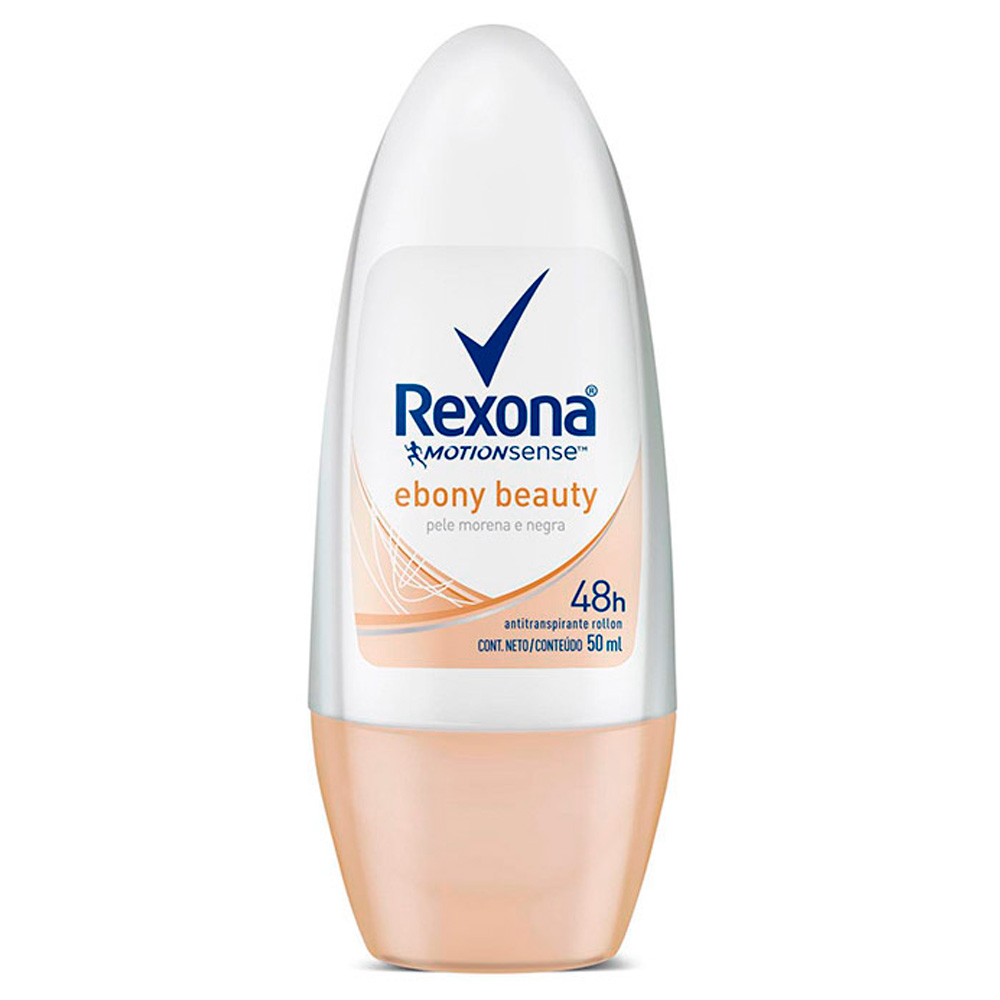 Rexona®
MOTIONsense™
ebony beauty
pele morena e negra
48h
antitranspirante rollon
CONT. NETO/CONTEÚDO 50 ml